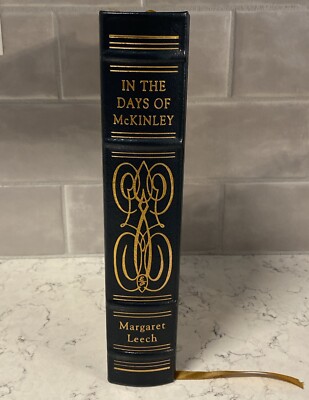 IN THE
DAYS OF
McKINLEY
Margaret
Leech